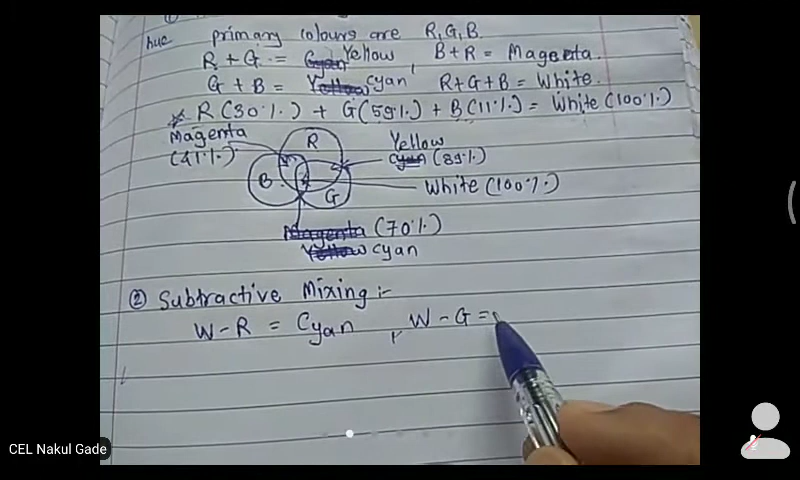 hue primary colours are R, G, B.
R + G = Yellow, B + R = Magenta.
G + B = Cyan R+G+B = White.
* R (30%) + G (59%) + B (11%) = White (100%)
Magenta
(41%)
R
B
G
Yellow
(89%)
White (100%)
(70%)
Cyan
② Subtractive Mixing :-
W - R = Cyan , W - G =
CEL Nakul Gade